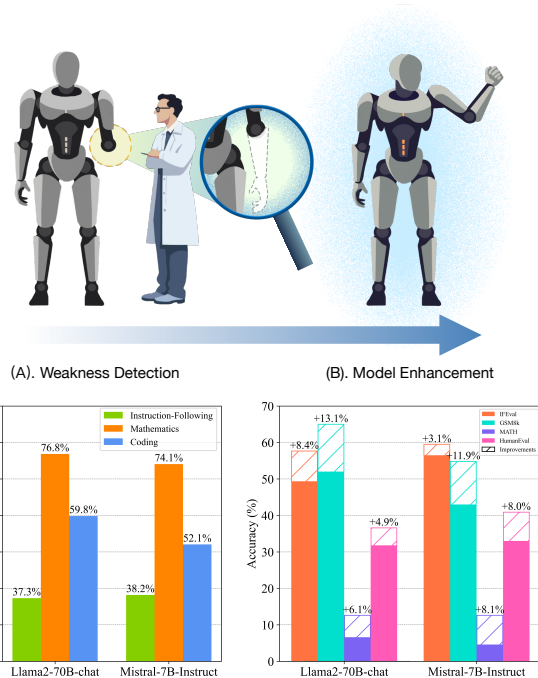 (A). Weakness Detection
(B). Model Enhancement
Instruction-Following
Mathematics
Coding
37.3%
76.8%
59.8%
38.2%
74.1%
52.1%
Llama2-70B-chat
Mistral-7B-Instruct
Accuracy (%)
70
60
50
40
30
20
10
0
IFEval
GSM8k
MATH
HumanEval
Improvements
+8.4%
+13.1%
+6.1%
+4.9%
+3.1%
+11.9%
+8.1%
+8.0%
Llama2-70B-chat
Mistral-7B-Instruct